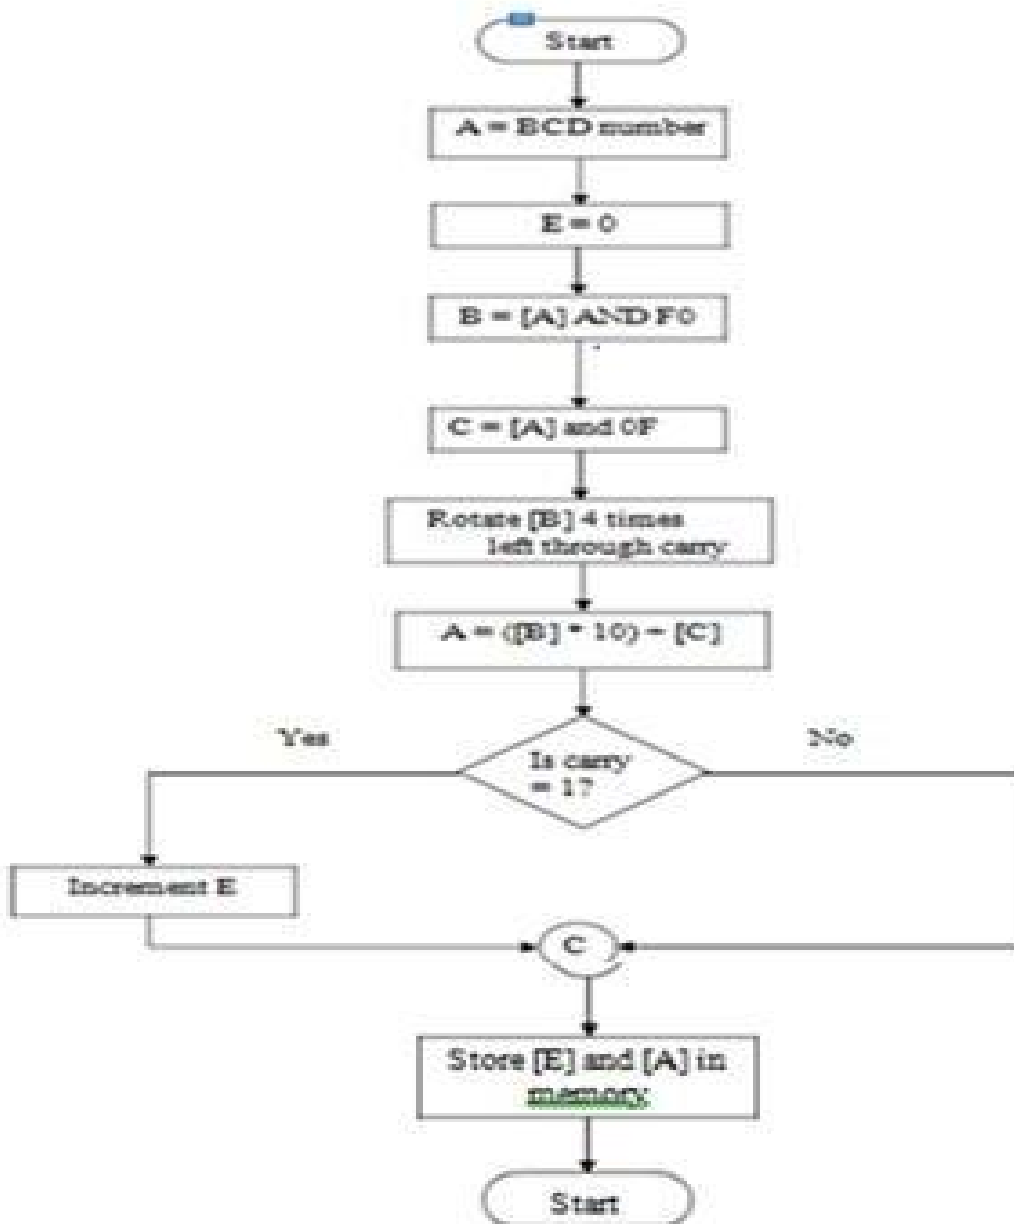 Start
A = BCD number
E = 0
B = [A] AND F0
C = [A] and 0F
Rotate [B] 4 times
left through carry
A = ([B] * 10) - [C]
Yes
No
Is carry
= 1?
Increment E
C
Store [E] and [A] in
memory
Start